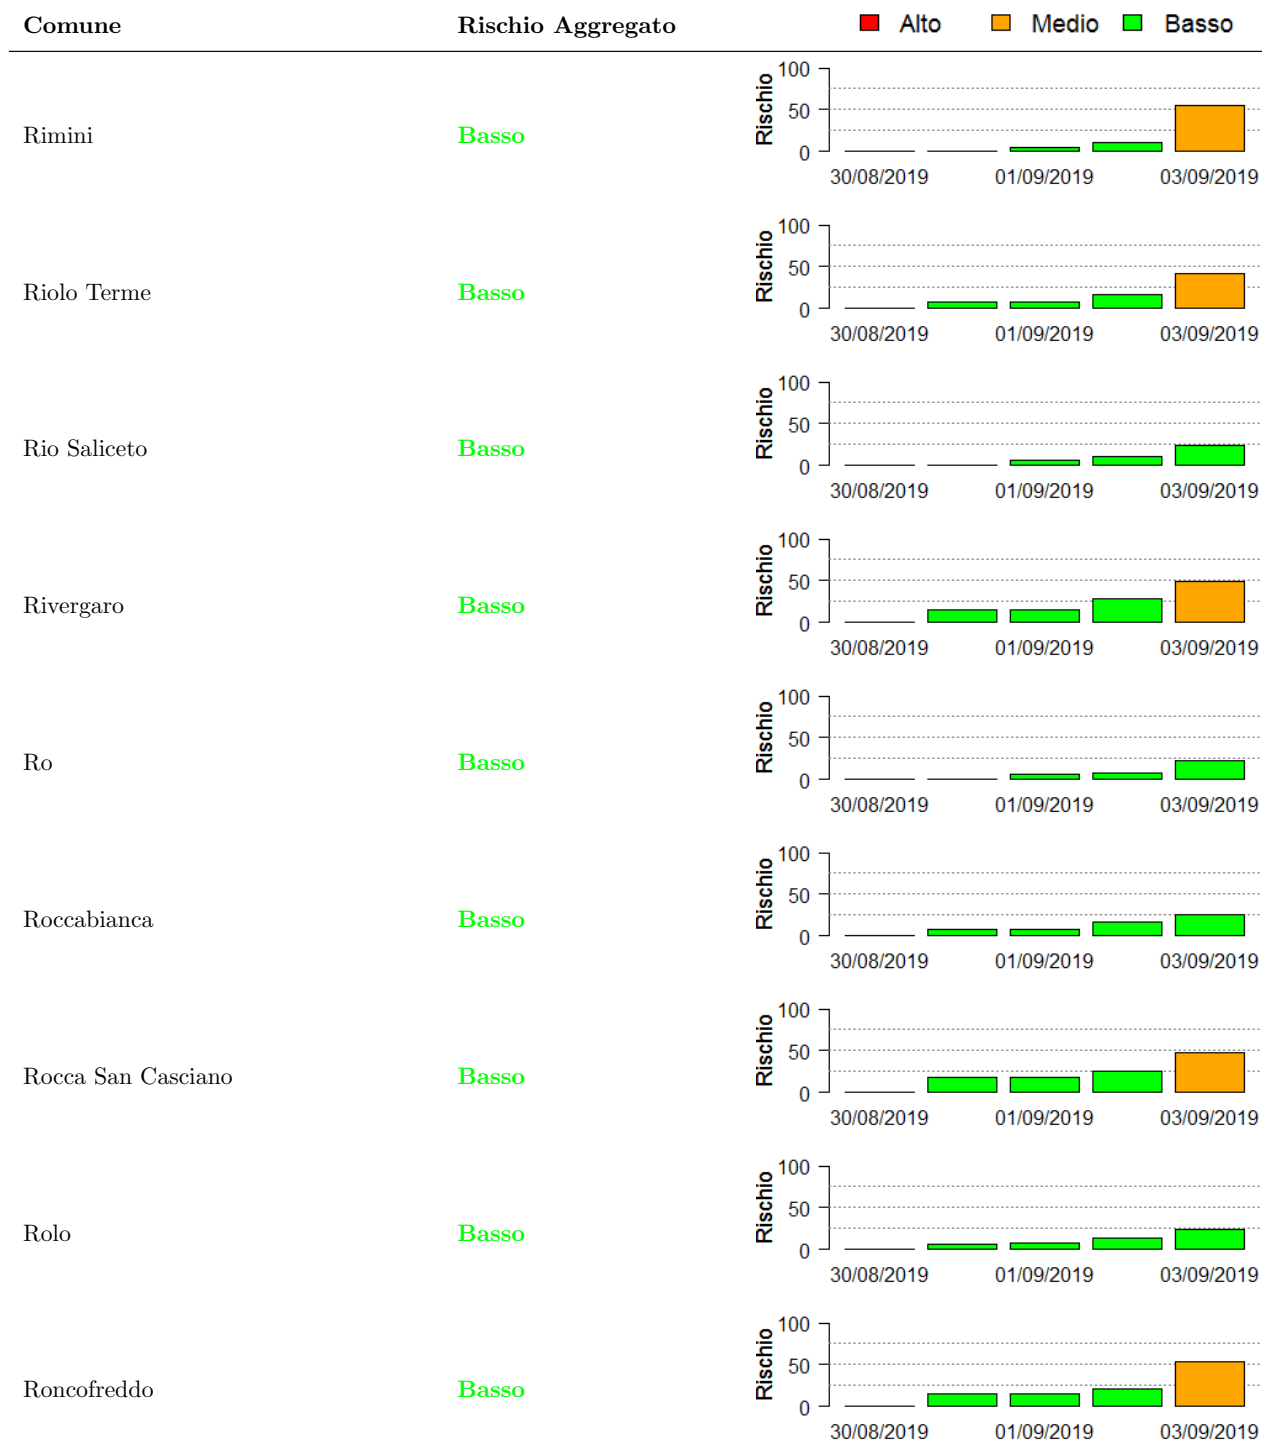 Comune Rischio Aggregato Alto Medio Basso
Rimini Basso
Rischio
100
50
0
30/08/2019 01/09/2019 03/09/2019
Riolo Terme Basso
Rischio
100
50
0
30/08/2019 01/09/2019 03/09/2019
Rio Saliceto Basso
Rischio
100
50
0
30/08/2019 01/09/2019 03/09/2019
Rivergaro Basso
Rischio
100
50
0
30/08/2019 01/09/2019 03/09/2019
Ro Basso
Rischio
100
50
0
30/08/2019 01/09/2019 03/09/2019
Roccabianca Basso
Rischio
100
50
0
30/08/2019 01/09/2019 03/09/2019
Rocca San Casciano Basso
Rischio
100
50
0
30/08/2019 01/09/2019 03/09/2019
Rolo Basso
Rischio
100
50
0
30/08/2019 01/09/2019 03/09/2019
Roncofreddo Basso
Rischio
100
50
0
30/08/2019 01/09/2019 03/09/2019